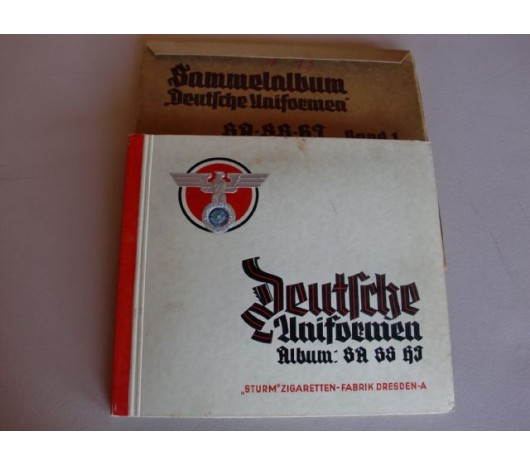 Sammelalbum
„Deutsche Uniformen"
SA-SS-HJ Band 1
Deutsche
Uniformen
Album: SA SS HJ
„STURM" ZIGARETTEN-FABRIK DRESDEN-A